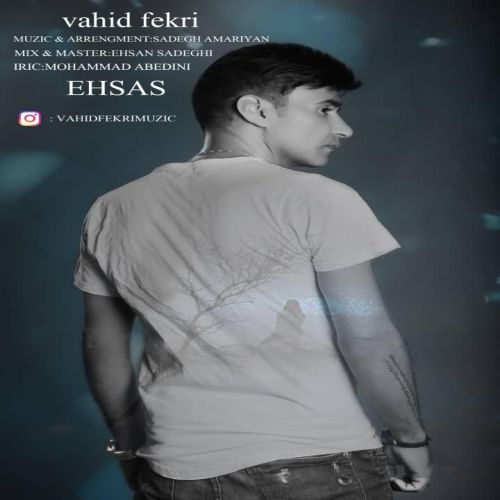 vahid fekri
MUZIC & ARRENGMENT:SADEGH AMARIYAN
MIX & MASTER:EHSAN SADEGHI
IRIC:MOHAMMAD ABEDINI
EHSAS
: VAHIDFEKRIMUZIC